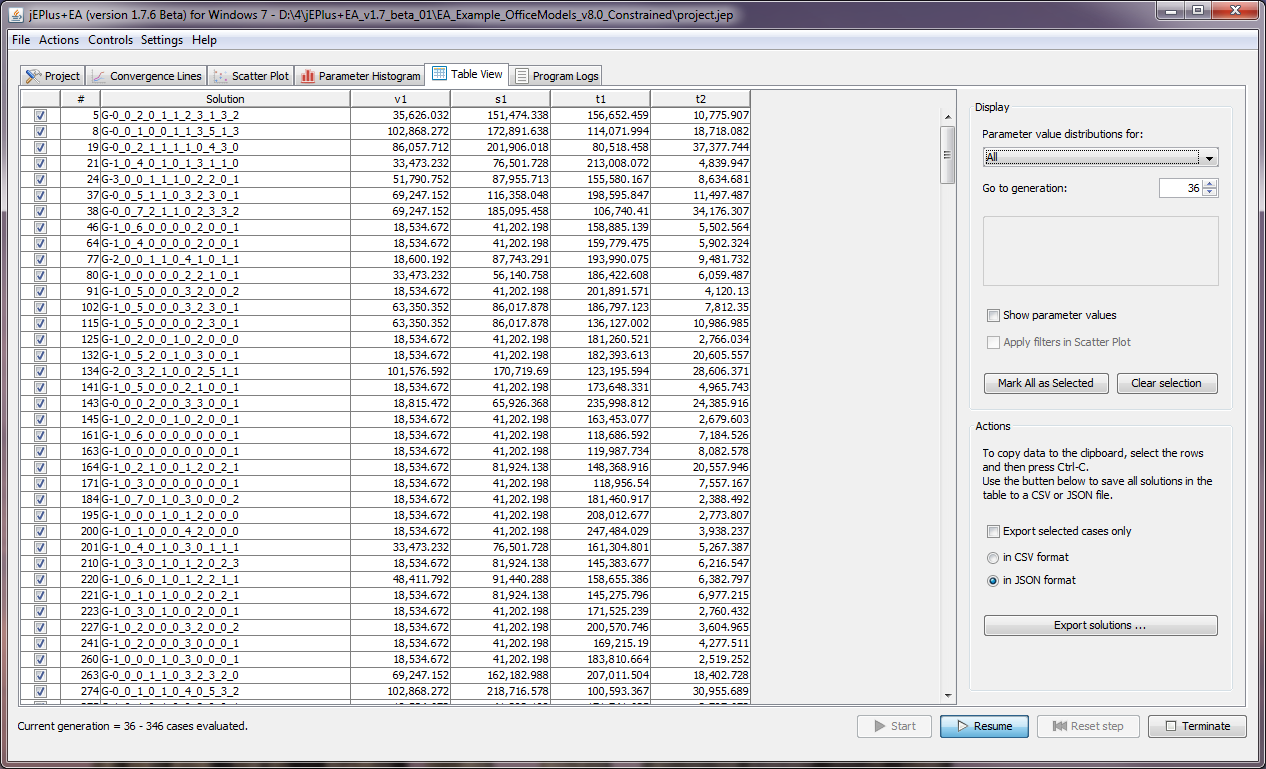 jEPlus+EA (version 1.7.6 Beta) for Windows 7 - D:\4\jEPlus+EA_v1.7_beta_01\EA_Example_OfficeModels_v8.0_Constrained\project.jep
File Actions Controls Settings Help
Project Convergence Lines Scatter Plot Parameter Histogram Table View Program Logs
# Solution v1 s1 t1 t2
5 G-0_0_2_0_1_1_2_3_1_3_2 35,626.032 151,474.338 156,652.459 10,775.907
8 G-0_0_1_0_0_1_1_3_5_1_3 102,868.272 172,891.638 114,071.994 18,718.082
19 G-0_0_2_1_1_1_1_0_4_3_0 86,057.712 201,906.018 80,518.458 37,377.744
21 G-1_0_4_0_1_0_1_3_1_1_0 33,473.232 76,501.728 213,008.072 4,839.947
24 G-3_0_0_1_1_1_0_2_2_0_1 51,790.752 87,955.713 155,580.167 8,634.681
37 G-0_0_5_1_1_0_3_2_3_0_1 69,247.152 116,358.048 198,595.847 11,497.487
38 G-0_0_7_2_1_1_0_2_3_3_2 69,247.152 185,095.458 106,740.41 34,176.307
46 G-1_0_6_0_0_0_0_2_0_0_1 18,534.672 41,202.198 158,885.139 5,502.564
64 G-1_0_4_0_0_0_0_2_0_0_1 18,534.672 41,202.198 159,779.475 5,902.324
77 G-2_0_0_1_1_0_4_1_0_1_1 18,600.192 87,743.291 193,990.075 9,481.732
80 G-1_0_0_0_0_0_2_2_1_0_1 33,473.232 56,140.758 186,422.608 6,059.487
91 G-1_0_5_0_0_0_3_2_0_0_2 18,534.672 41,202.198 201,891.571 4,120.13
102 G-1_0_5_0_0_0_3_2_3_0_1 63,350.352 86,017.878 186,797.123 7,812.35
115 G-1_0_5_0_0_0_0_2_3_0_1 63,350.352 86,017.878 136,127.002 10,986.985
125 G-1_0_2_0_0_1_0_2_0_0_0 18,534.672 41,202.198 181,260.521 2,766.034
132 G-1_0_5_2_0_1_0_3_0_0_1 18,534.672 41,202.198 182,393.613 20,605.557
134 G-2_0_3_2_1_0_0_2_5_1_1 101,576.592 170,719.69 123,195.594 28,606.371
141 G-1_0_5_0_0_0_2_1_0_0_1 18,534.672 41,202.198 173,648.331 4,965.743
143 G-0_0_0_2_0_0_3_3_0_0_1 18,815.472 65,926.368 235,998.812 24,385.916
145 G-1_0_2_0_0_1_0_2_0_0_1 18,534.672 41,202.198 163,453.077 2,679.603
161 G-1_0_6_0_0_0_0_0_0_0_1 18,534.672 41,202.198 118,686.592 7,184.526
163 G-1_0_0_0_0_0_0_0_0_0_1 18,534.672 41,202.198 119,987.734 8,082.578
164 G-1_0_2_1_0_0_1_2_0_2_1 18,534.672 81,924.138 148,368.916 20,557.946
171 G-1_0_3_0_0_0_0_0_0_0_1 18,534.672 41,202.198 118,956.54 7,557.167
184 G-1_0_7_0_1_0_3_0_0_0_2 18,534.672 41,202.198 181,460.917 2,388.492
195 G-1_0_0_0_1_0_1_2_0_0_0 18,534.672 41,202.198 208,012.677 2,773.807
200 G-1_0_1_0_0_0_4_2_0_0_0 18,534.672 41,202.198 247,484.029 3,938.237
201 G-1_0_4_0_1_0_3_0_1_1_1 33,473.232 76,501.728 161,304.801 5,267.387
210 G-1_0_3_0_1_0_1_2_0_2_3 18,534.672 81,924.138 145,383.677 6,216.547
220 G-1_0_6_0_1_0_1_2_2_1_1 48,411.792 91,440.288 158,655.386 6,382.797
221 G-1_0_1_0_1_0_0_2_0_2_1 18,534.672 81,924.138 145,275.796 6,977.215
223 G-1_0_3_0_1_0_0_2_0_0_1 18,534.672 41,202.198 171,525.239 2,760.432
227 G-1_0_2_0_0_0_3_2_0_0_2 18,534.672 41,202.198 200,570.746 3,604.965
241 G-1_0_2_0_0_0_3_0_0_0_1 18,534.672 41,202.198 169,215.19 4,277.511
260 G-1_0_0_0_1_0_3_0_0_0_1 18,534.672 41,202.198 183,810.664 2,519.252
263 G-0_0_0_1_1_0_3_2_3_2_0 69,247.152 162,182.988 207,011.504 18,402.728
274 G-0_0_0_1_0_1_0_4_0_5_3_2 102,868.272 218,716.578 100,593.367 30,955.689
Display
Parameter value distributions for:
All
Go to generation: 36
Show parameter values
Apply filters in Scatter Plot
Mark All as Selected Clear selection
Actions
To copy data to the clipboard, select the rows
and then press Ctrl-C.
Use the butten below to save all solutions in the
table to a CSV or JSON file.
Export selected cases only
in CSV format
in JSON format
Export solutions ...
Current generation = 36 - 346 cases evaluated.
Start Resume Reset step Terminate